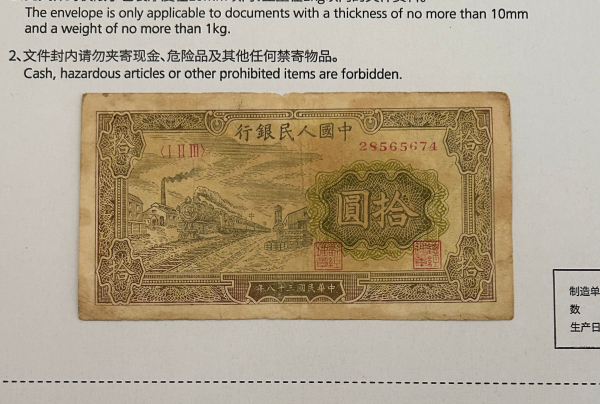 The envelope is only applicable to documents with a thickness of no more than 10mm
and a weight of no more than 1kg.
2、文件封内请勿夹寄现金、危险品及其他任何禁寄物品。
Cash, hazardous articles or other prohibited items are forbidden.
行銀民人國中
〈I II III〉
28565674
拾
拾
圓拾
拾
拾
年八十三國民華中
制造单
数
生产日